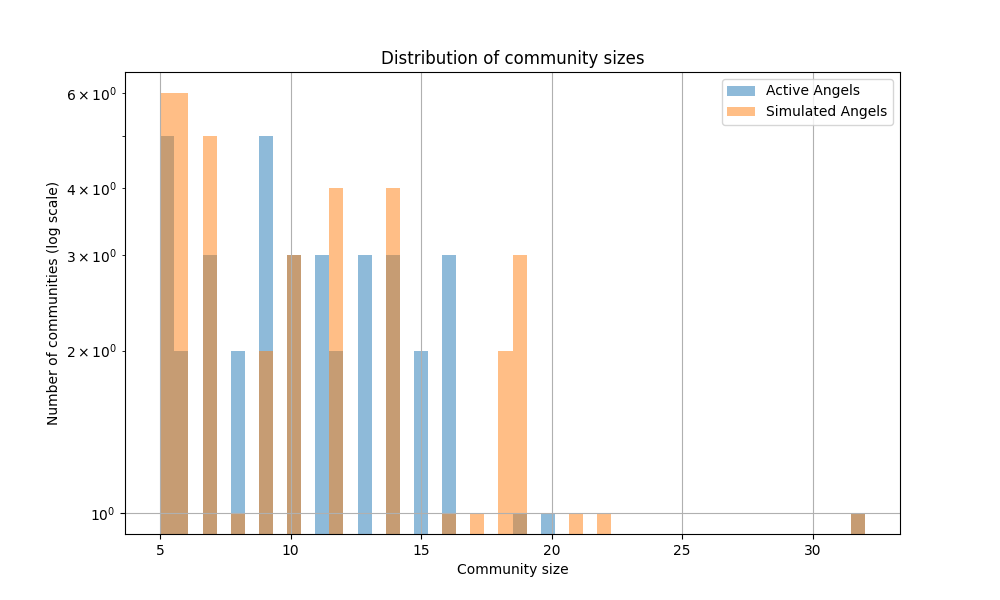 Distribution of community sizes
Active Angels
Simulated Angels
Number of communities (log scale)
6 × 10⁰
4 × 10⁰
3 × 10⁰
2 × 10⁰
10⁰
5 10 15 20 25 30
Community size